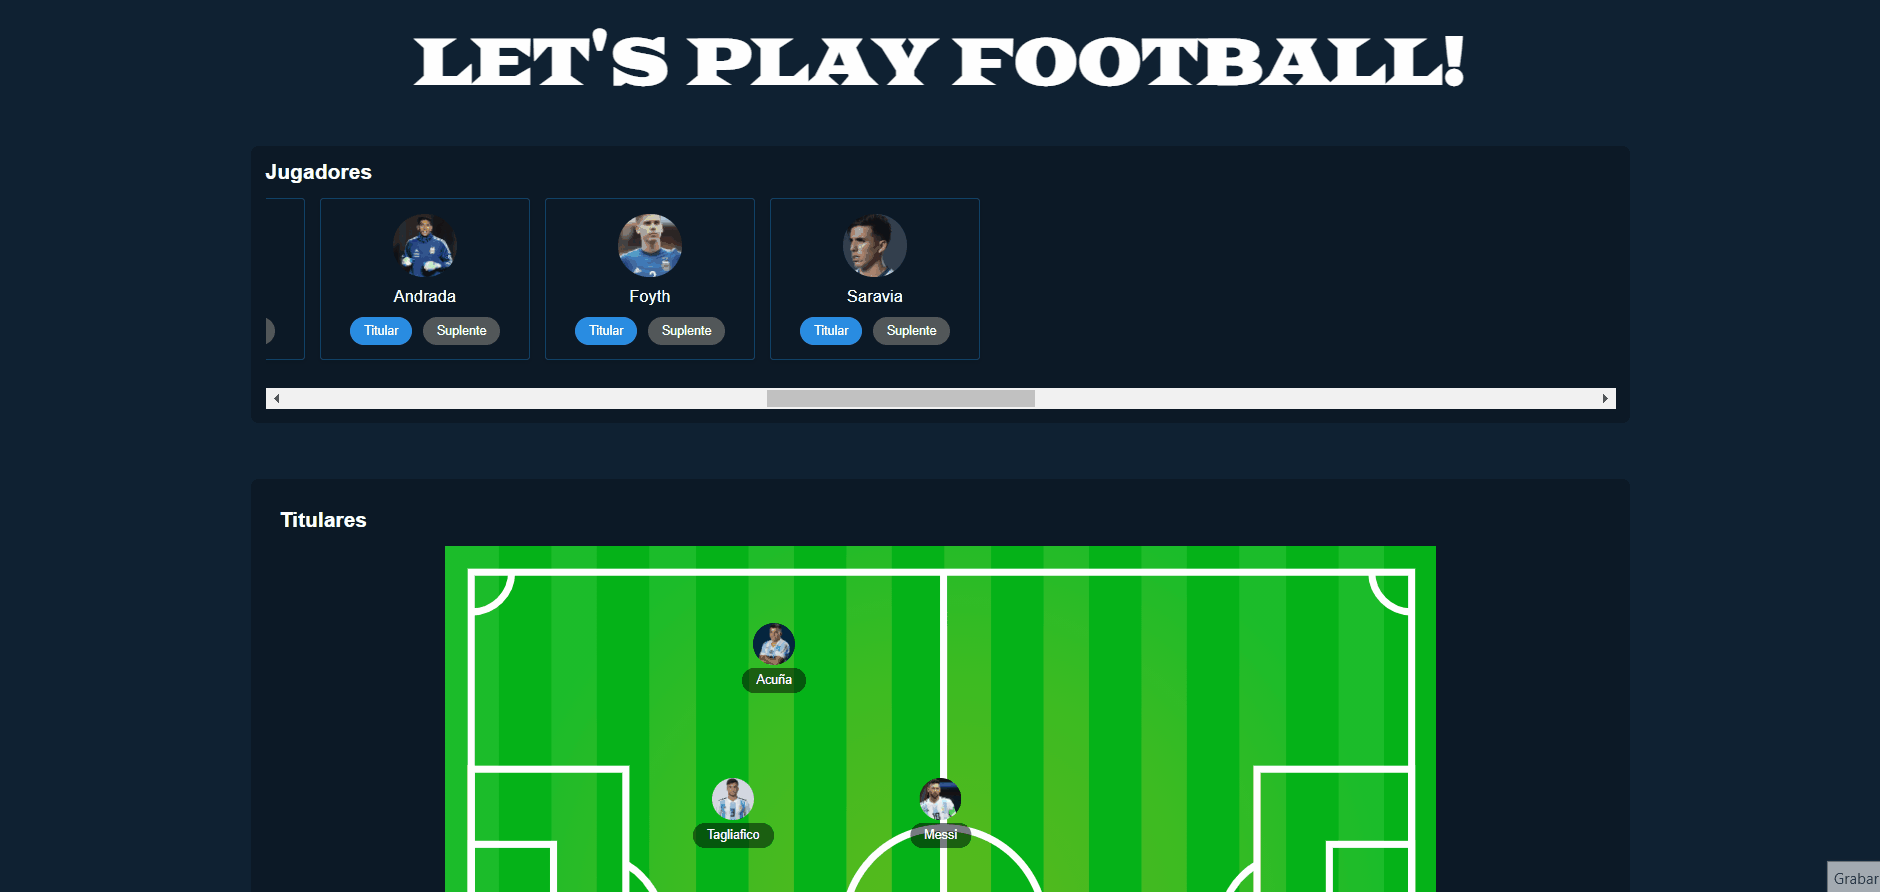 LET'S PLAY FOOTBALL!
Jugadores
Andrada
Foyth
Saravia
Titular Suplente
Titular Suplente
Titular Suplente
Titulares
Acuña
Tagliafico
Messi
Grabar